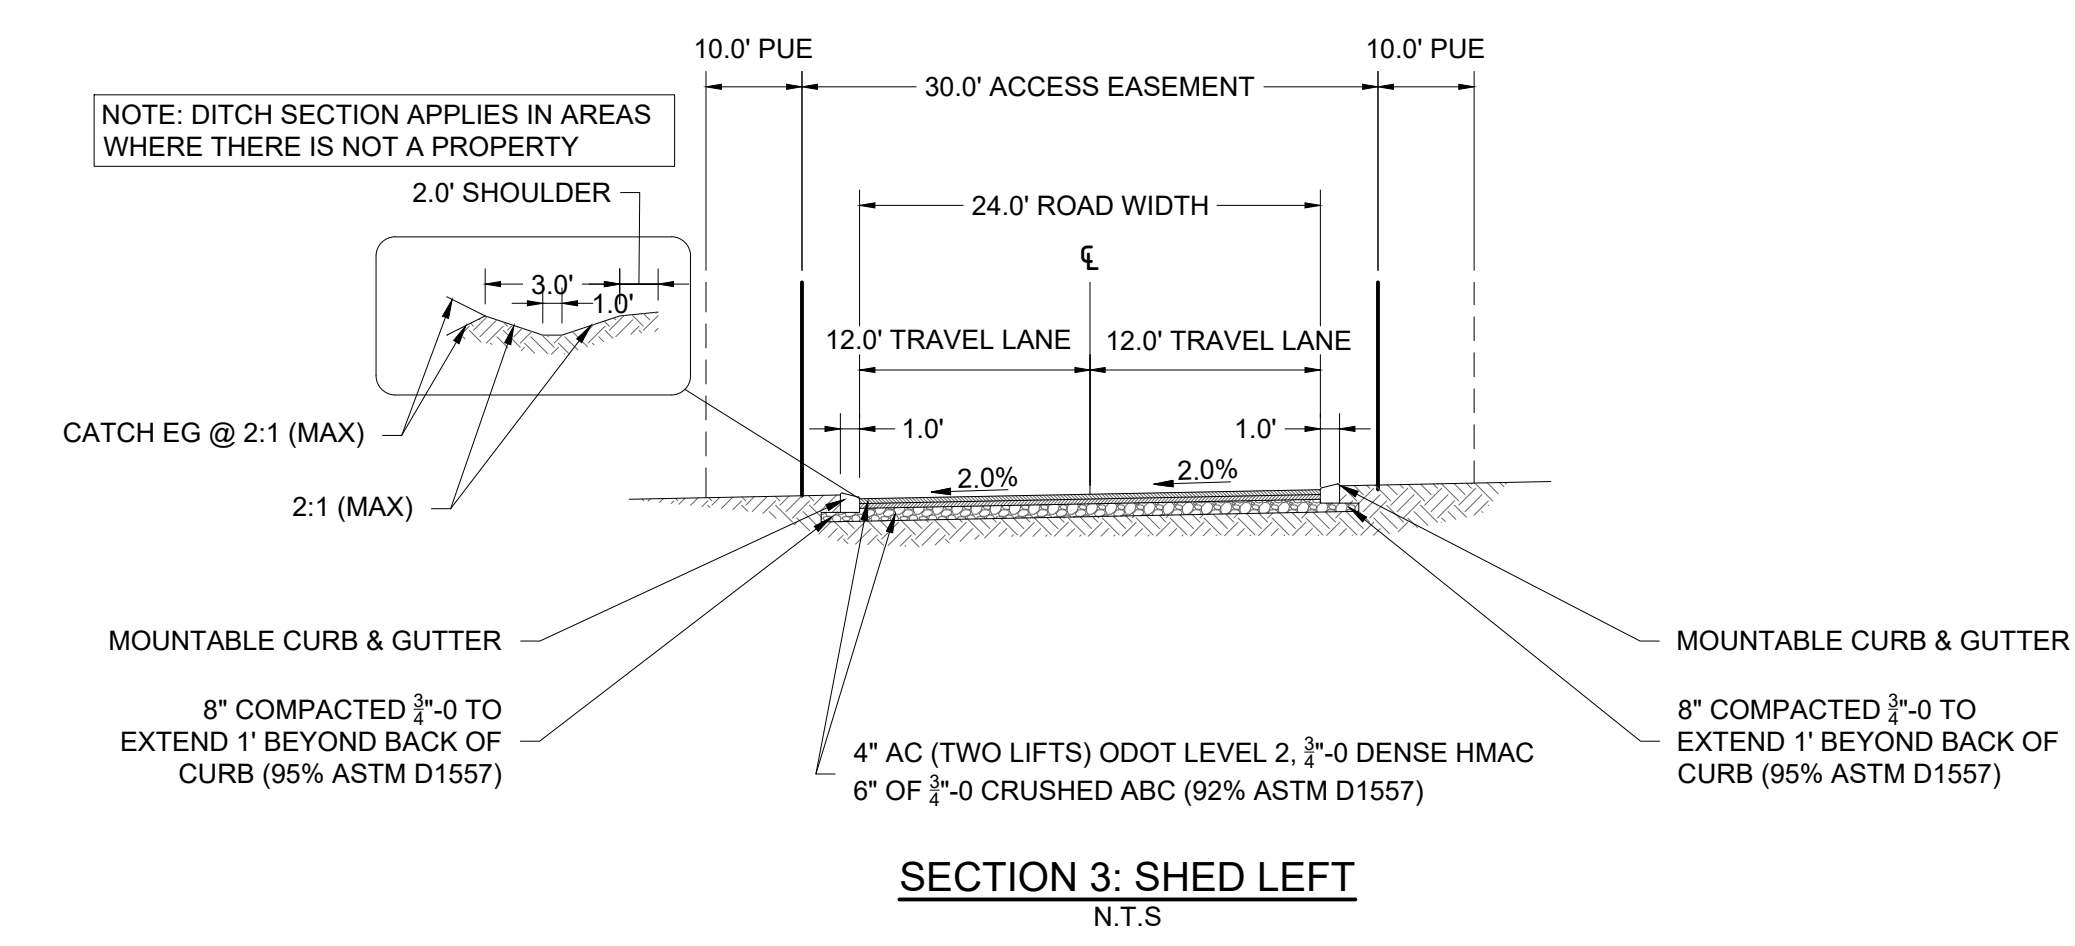 10.0' PUE
10.0' PUE
30.0' ACCESS EASEMENT
NOTE: DITCH SECTION APPLIES IN AREAS
WHERE THERE IS NOT A PROPERTY
2.0' SHOULDER
24.0' ROAD WIDTH
℄
3.0'
1.0'
12.0' TRAVEL LANE
12.0' TRAVEL LANE
CATCH EG @ 2:1 (MAX)
1.0'
1.0'
2.0%
2.0%
2:1 (MAX)
MOUNTABLE CURB & GUTTER
MOUNTABLE CURB & GUTTER
8" COMPACTED 3/4"-0 TO
EXTEND 1' BEYOND BACK OF
CURB (95% ASTM D1557)
4" AC (TWO LIFTS) ODOT LEVEL 2, 3/4"-0 DENSE HMAC
6" OF 3/4"-0 CRUSHED ABC (92% ASTM D1557)
8" COMPACTED 3/4"-0 TO
EXTEND 1' BEYOND BACK OF
CURB (95% ASTM D1557)
SECTION 3: SHED LEFT
N.T.S